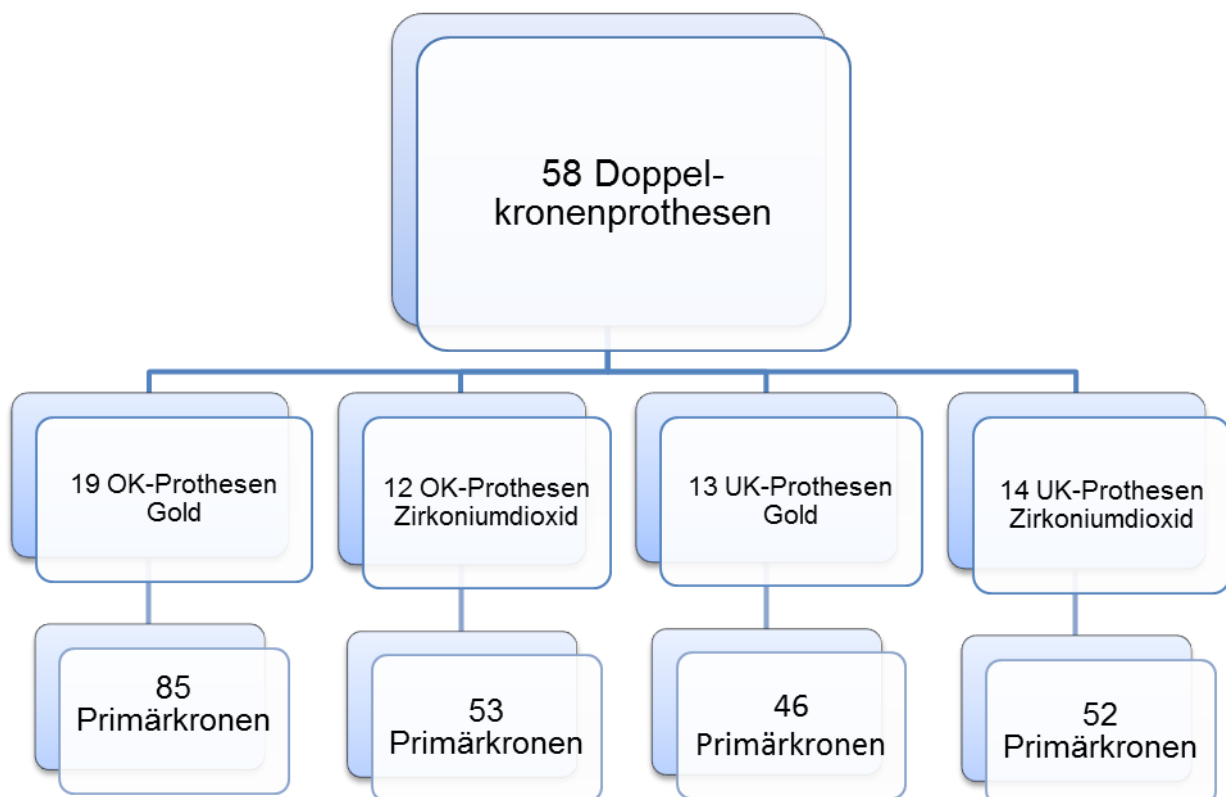 58 Doppel-
kronenprothesen
19 OK-Prothesen
Gold
12 OK-Prothesen
Zirkoniumdioxid
13 UK-Prothesen
Gold
14 UK-Prothesen
Zirkoniumdioxid
85
Primärkronen
53
Primärkronen
46
Primärkronen
52
Primärkronen